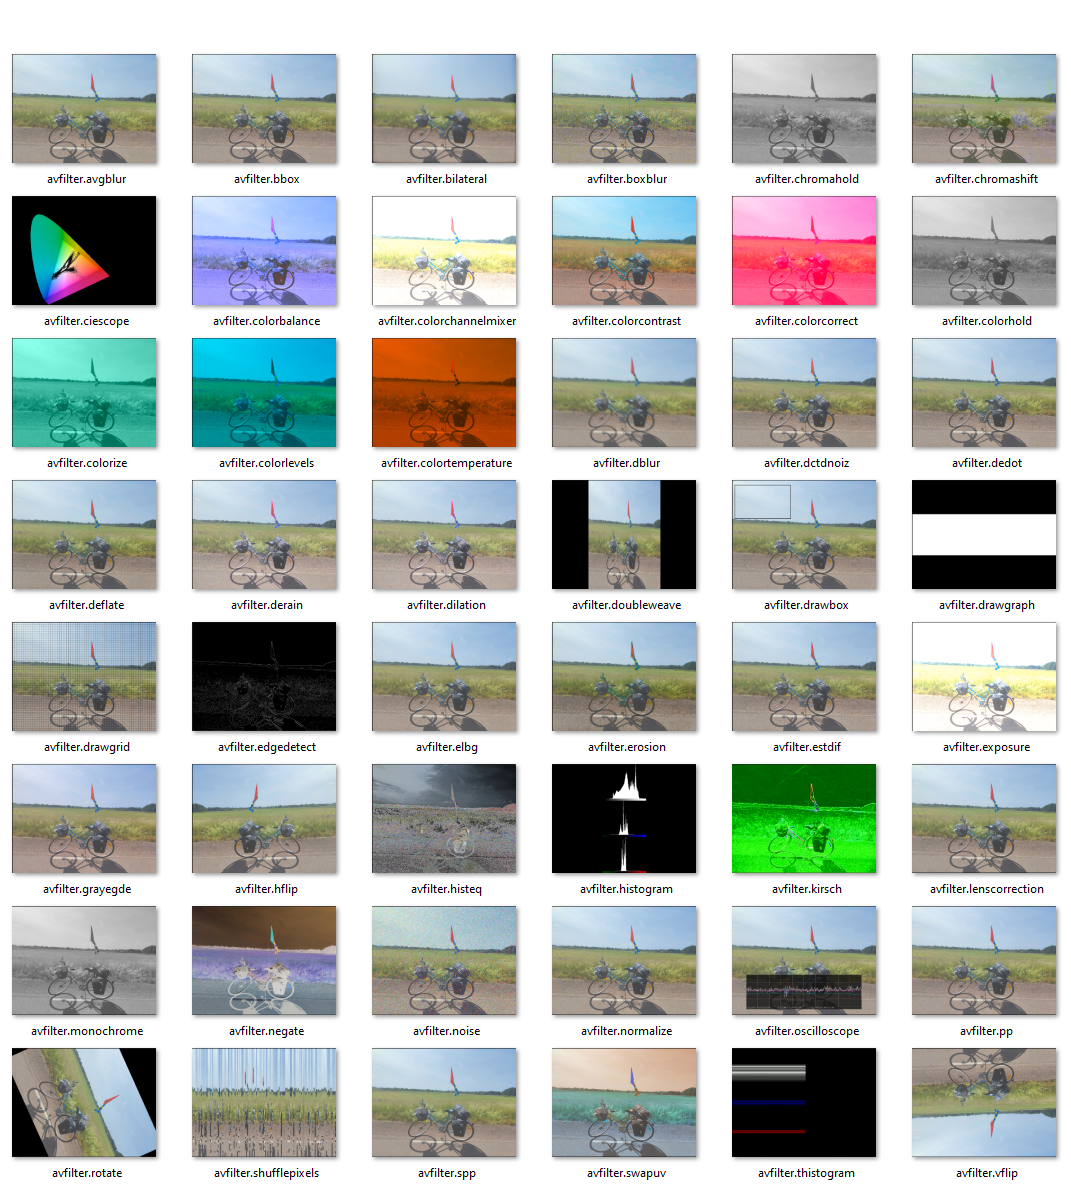 avfilter.avgblur
avfilter.bbox
avfilter.bilateral
avfilter.boxblur
avfilter.chromahold
avfilter.chromashift
avfilter.ciescope
avfilter.colorbalance
avfilter.colorchannelmixer
avfilter.colorcontrast
avfilter.colorcorrect
avfilter.colorhold
avfilter.colorize
avfilter.colorlevels
avfilter.colortemperature
avfilter.dblur
avfilter.dctdnoiz
avfilter.dedot
avfilter.deflate
avfilter.derain
avfilter.dilation
avfilter.doubleweave
avfilter.drawbox
avfilter.drawgraph
avfilter.drawgrid
avfilter.edgedetect
avfilter.elbg
avfilter.erosion
avfilter.estdif
avfilter.exposure
avfilter.grayegde
avfilter.hflip
avfilter.histeq
avfilter.histogram
avfilter.kirsch
avfilter.lenscorrection
avfilter.monochrome
avfilter.negate
avfilter.noise
avfilter.normalize
avfilter.oscilloscope
avfilter.pp
avfilter.rotate
avfilter.shufflepixels
avfilter.spp
avfilter.swapuv
avfilter.thistogram
avfilter.vflip